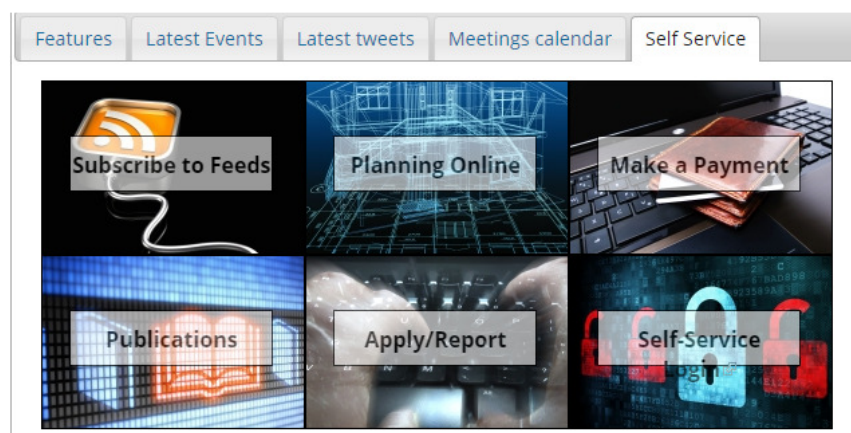 Features
Latest Events
Latest tweets
Meetings calendar
Self Service
Subscribe to Feeds
Planning Online
Make a Payment
Publications
Apply/Report
Self-Service
Login